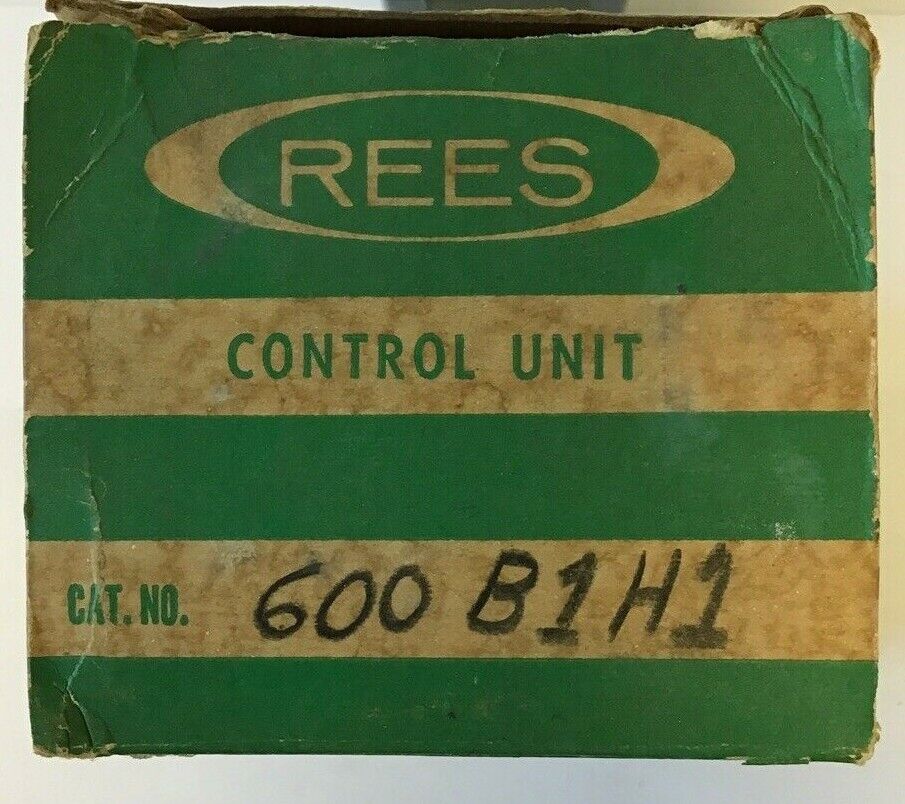 REES
CONTROL UNIT
CAT. NO. 600 B1H1